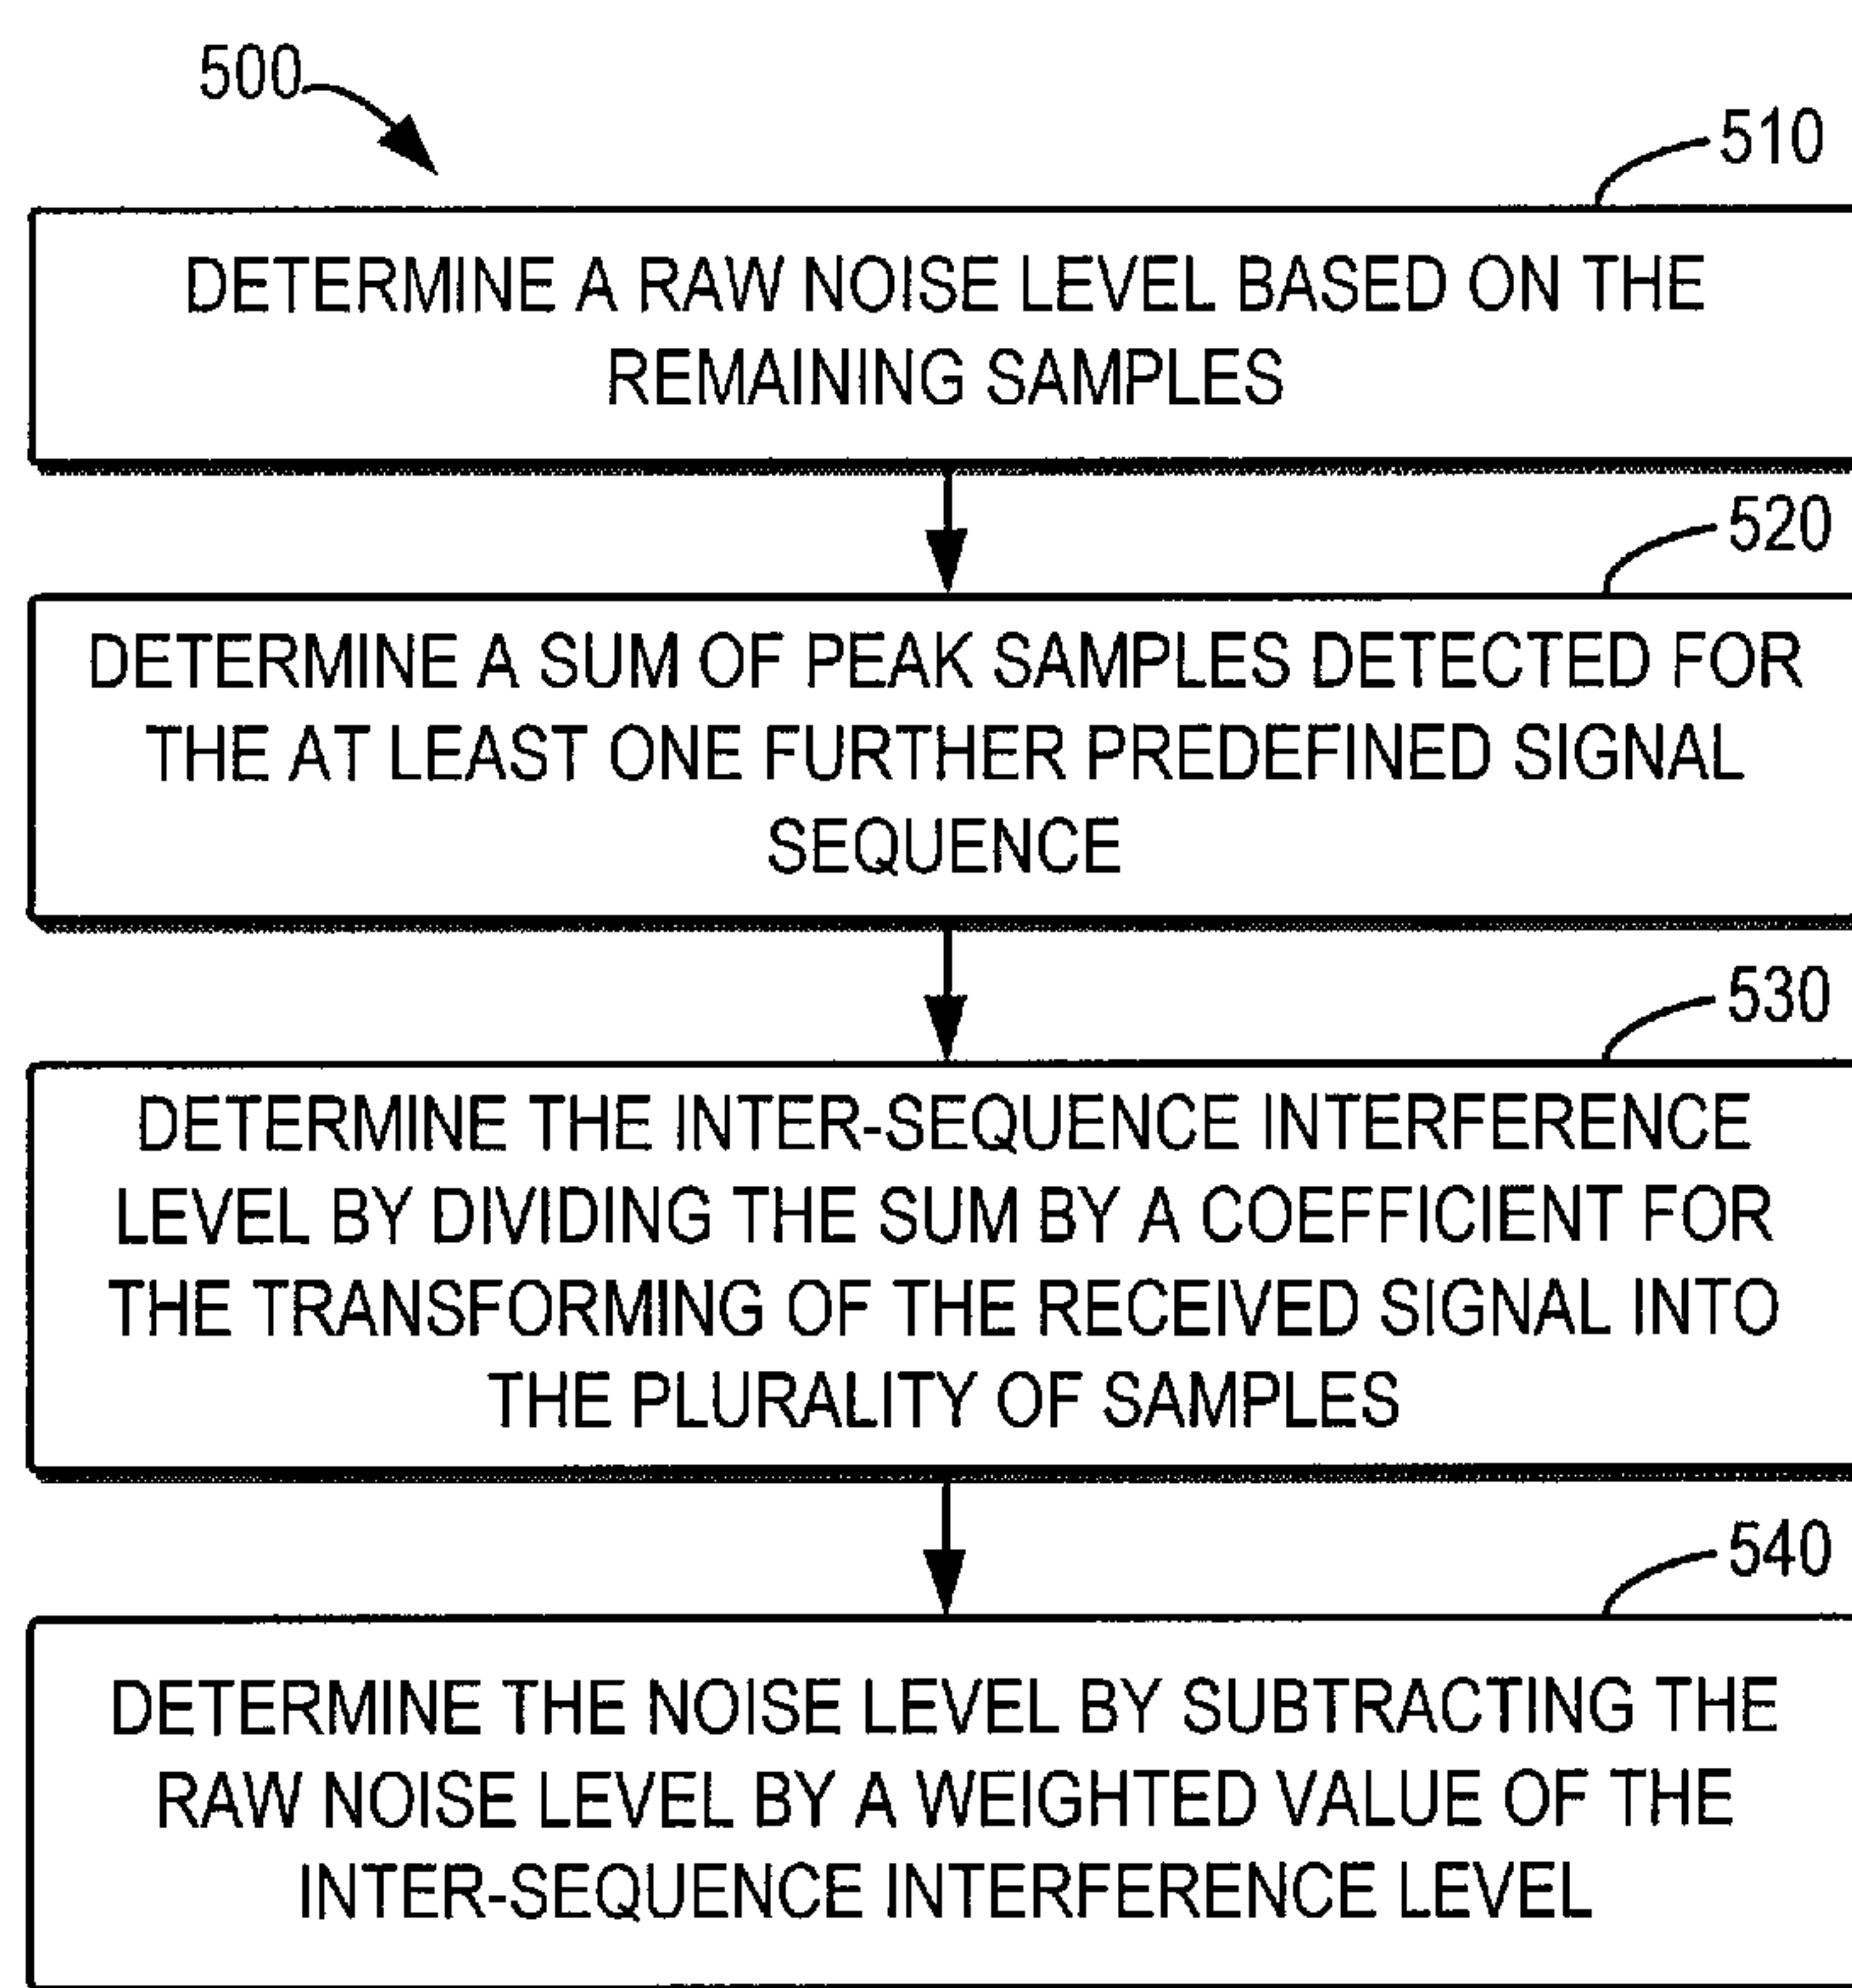 500
510
DETERMINE A RAW NOISE LEVEL BASED ON THE
REMAINING SAMPLES
520
DETERMINE A SUM OF PEAK SAMPLES DETECTED FOR
THE AT LEAST ONE FURTHER PREDEFINED SIGNAL
SEQUENCE
530
DETERMINE THE INTER-SEQUENCE INTERFERENCE
LEVEL BY DIVIDING THE SUM BY A COEFFICIENT FOR
THE TRANSFORMING OF THE RECEIVED SIGNAL INTO
THE PLURALITY OF SAMPLES
540
DETERMINE THE NOISE LEVEL BY SUBTRACTING THE
RAW NOISE LEVEL BY A WEIGHTED VALUE OF THE
INTER-SEQUENCE INTERFERENCE LEVEL